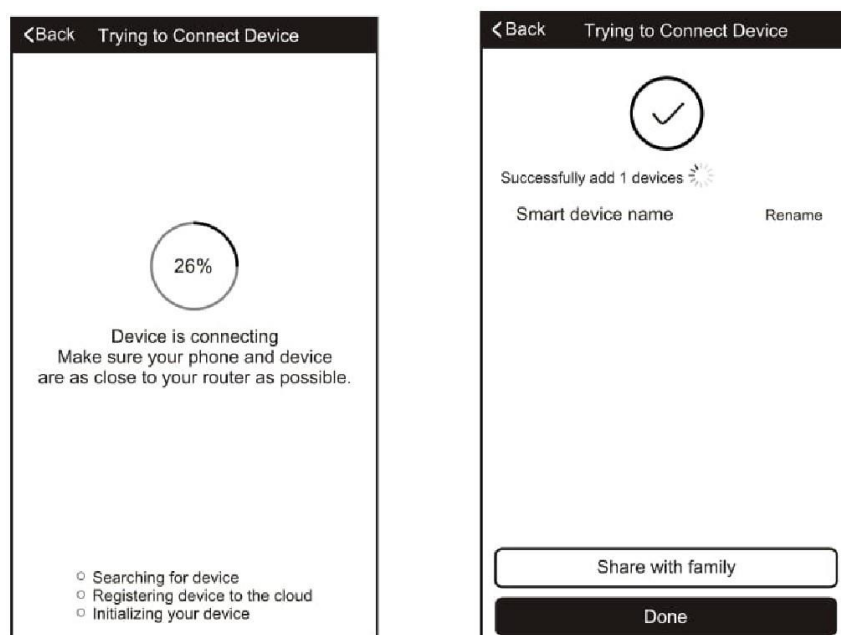 Back Trying to Connect Device
26%
Device is connecting
Make sure your phone and device
are as close to your router as possible.
Searching for device
Registering device to the cloud
Initializing your device
Back Trying to Connect Device
Successfully add 1 devices
Smart device name Rename
Share with family
Done